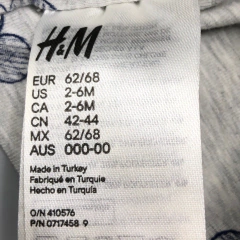 H&M
EUR 62/68
US 2-6M
CA 2-6M
CN 42-44
MX 62/68
AUS 000-00
Made in Turkey
Fabriqué en Turquie
Hecho en Turquía
O/N 410576
P/N 0717458 9